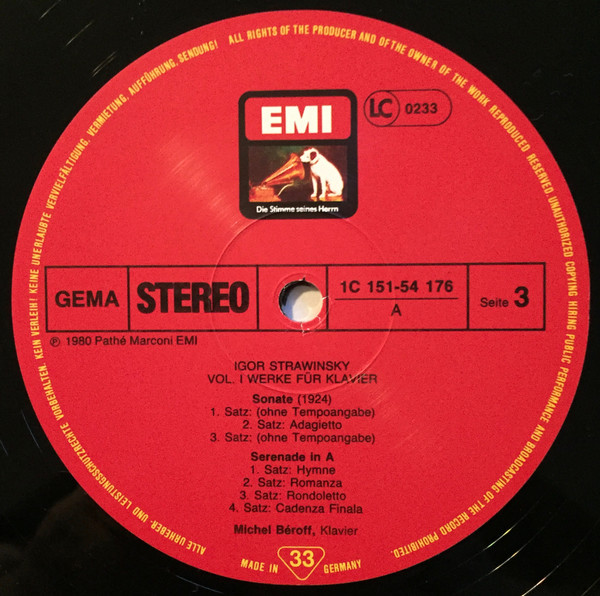 ALLE URHEBER- UND LEISTUNGSSCHUTZRECHTE VORBEHALTEN. KEIN VERLEIH! KEINE UNERLAUBTE VERVIELFÄLTIGUNG, VERMIETUNG, AUFFÜHRUNG, SENDUNG!
ALL RIGHTS OF THE PRODUCER AND OF THE OWNER OF THE WORK REPRODUCED RESERVED. UNAUTHORIZED COPYING HIRING PUBLIC PERFORMANCE AND BROADCASTING OF THE RECORD PROHIBITED.
EMI
Die Stimme seines Herrn
LC 0233
GEMA STEREO 1C 151-54 176 Seite 3
A
℗ 1980 Pathé Marconi EMI
IGOR STRAWINSKY
VOL. I WERKE FÜR KLAVIER
Sonate (1924)
1. Satz: (ohne Tempoangabe)
2. Satz: Adagietto
3. Satz: (ohne Tempoangabe)
Serenade in A
1. Satz: Hymne
2. Satz: Romanza
3. Satz: Rondoletto
4. Satz: Cadenza Finala
Michel Béroff, Klavier
MADE IN 33 GERMANY